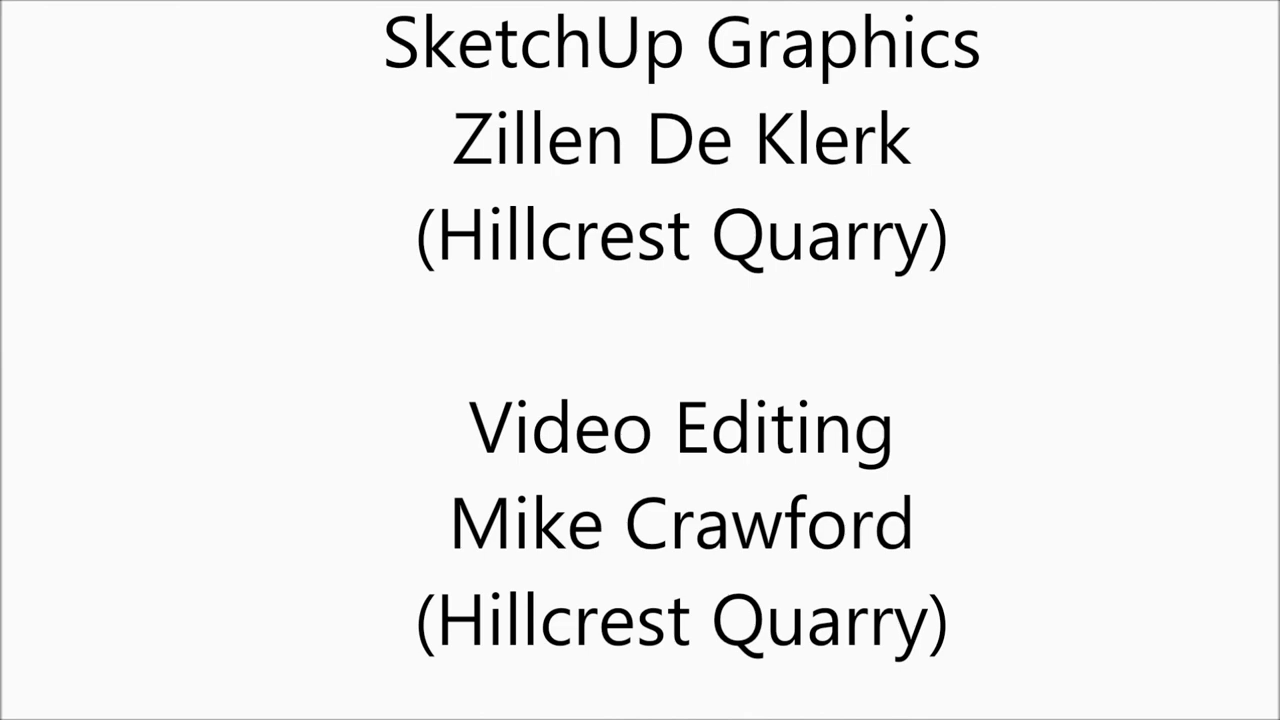 SketchUp Graphics
Zillen De Klerk
(Hillcrest Quarry)
Video Editing
Mike Crawford
(Hillcrest Quarry)